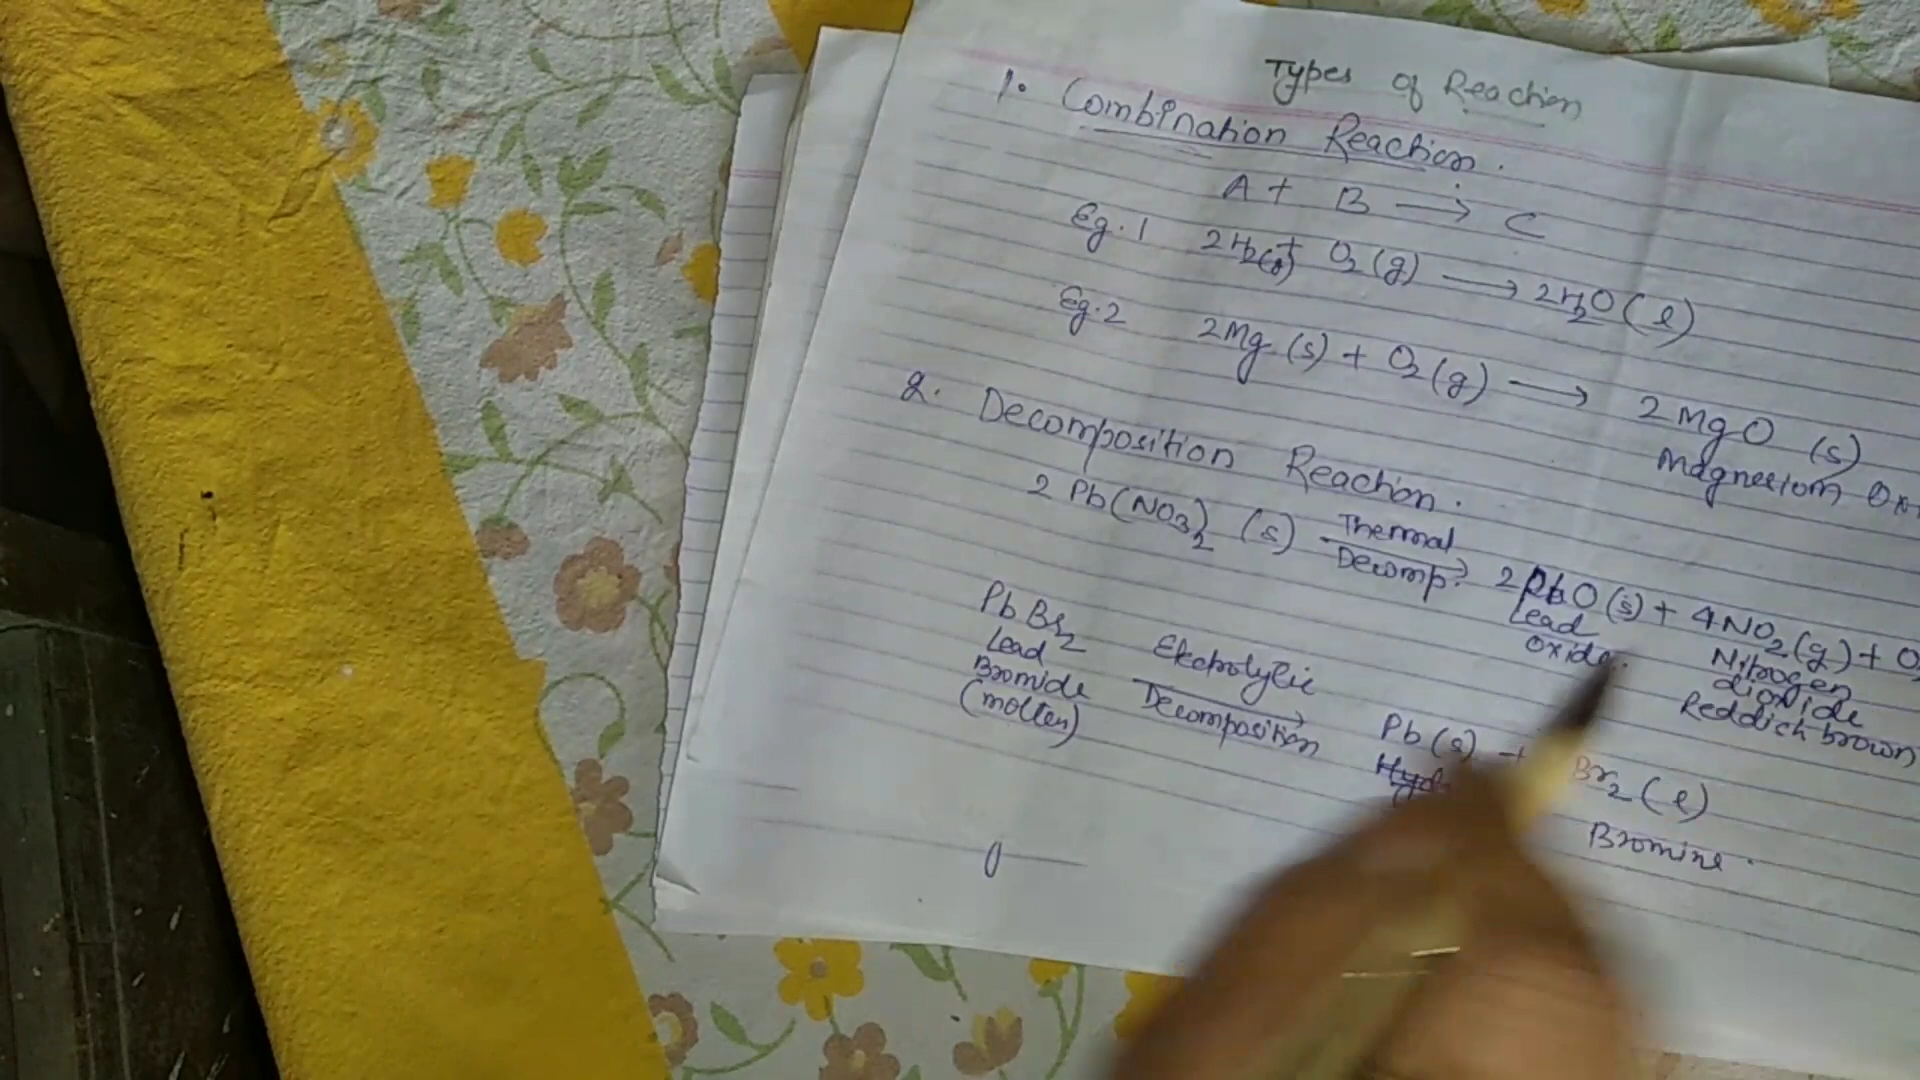 Types of Reaction
1. Combination Reaction.
A + B ⟶ C
Eg. 1 2H₂(g) + O₂(g) ⟶ 2H₂O(l)
Eg. 2 2Mg(s) + O₂(g) ⟶ 2MgO (s)
Magnesium
2. Decomposition Reaction.
2 Pb(NO₃)₂ (s) Thermal Decomp. ⟶ 2PbO(s) + 4NO₂(g) +
Lead Oxide.
Nitrogen dioxide
Reddish brown
PbBr₂ Electrolytic Decomposition ⟶ Pb(s) + Br₂(l)
Lead Bromide (molten)
Bromine.